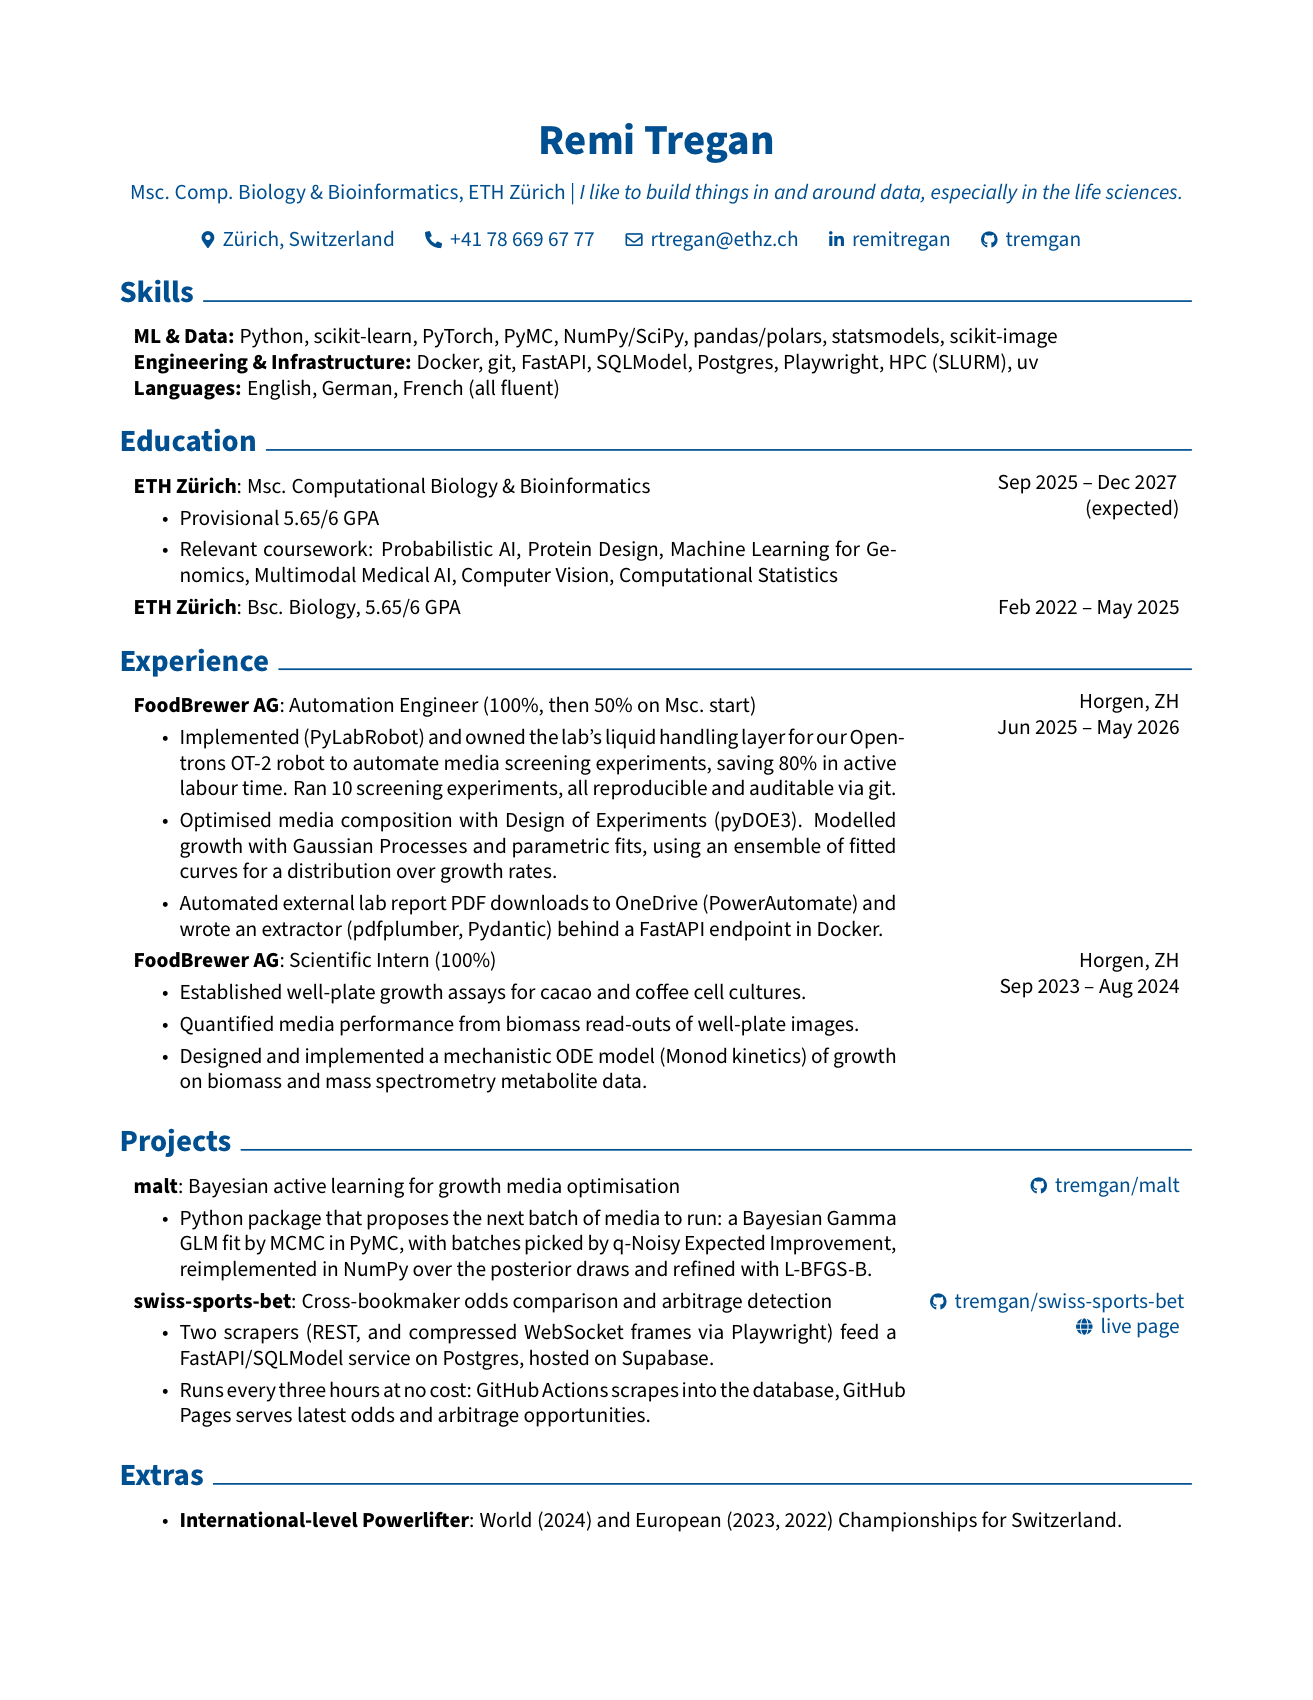 Remi Tregan
Msc. Comp. Biology & Bioinformatics, ETH Zürich | I like to build things in and around data, especially in the life sciences.
Zürich, Switzerland +41 78 669 67 77 rtregan@ethz.ch remitregan tremgan
Skills
ML & Data: Python, scikit-learn, PyTorch, PyMC, NumPy/SciPy, pandas/polars, statsmodels, scikit-image
Engineering & Infrastructure: Docker, git, FastAPI, SQLModel, Postgres, Playwright, HPC (SLURM), uv
Languages: English, German, French (all fluent)
Education
ETH Zürich: Msc. Computational Biology & Bioinformatics
Sep 2025 – Dec 2027
(expected)
• Provisional 5.65/6 GPA
• Relevant coursework: Probabilistic AI, Protein Design, Machine Learning for Ge-
nomics, Multimodal Medical AI, Computer Vision, Computational Statistics
ETH Zürich: Bsc. Biology, 5.65/6 GPA
Feb 2022 – May 2025
Experience
FoodBrewer AG: Automation Engineer (100%, then 50% on Msc. start)
Horgen, ZH
Jun 2025 – May 2026
• Implemented (PyLabRobot) and owned the lab’s liquid handling layer for our Open-
trons OT-2 robot to automate media screening experiments, saving 80% in active
labour time. Ran 10 screening experiments, all reproducible and auditable via git.
• Optimised media composition with Design of Experiments (pyDOE3). Modelled
growth with Gaussian Processes and parametric fits, using an ensemble of fitted
curves for a distribution over growth rates.
• Automated external lab report PDF downloads to OneDrive (PowerAutomate) and
wrote an extractor (pdfplumber, Pydantic) behind a FastAPI endpoint in Docker.
FoodBrewer AG: Scientific Intern (100%)
Horgen, ZH
Sep 2023 – Aug 2024
• Established well-plate growth assays for cacao and coffee cell cultures.
• Quantified media performance from biomass read-outs of well-plate images.
• Designed and implemented a mechanistic ODE model (Monod kinetics) of growth
on biomass and mass spectrometry metabolite data.
Projects
malt: Bayesian active learning for growth media optimisation
tremgan/malt
• Python package that proposes the next batch of media to run: a Bayesian Gamma
GLM fit by MCMC in PyMC, with batches picked by q-Noisy Expected Improvement,
reimplemented in NumPy over the posterior draws and refined with L-BFGS-B.
swiss-sports-bet: Cross-bookmaker odds comparison and arbitrage detection
tremgan/swiss-sports-bet
live page
• Two scrapers (REST, and compressed WebSocket frames via Playwright) feed a
FastAPI/SQLModel service on Postgres, hosted on Supabase.
• Runs every three hours at no cost: GitHub Actions scrapes into the database, GitHub
Pages serves latest odds and arbitrage opportunities.
Extras
• International-level Powerlifter: World (2024) and European (2023, 2022) Championships for Switzerland.